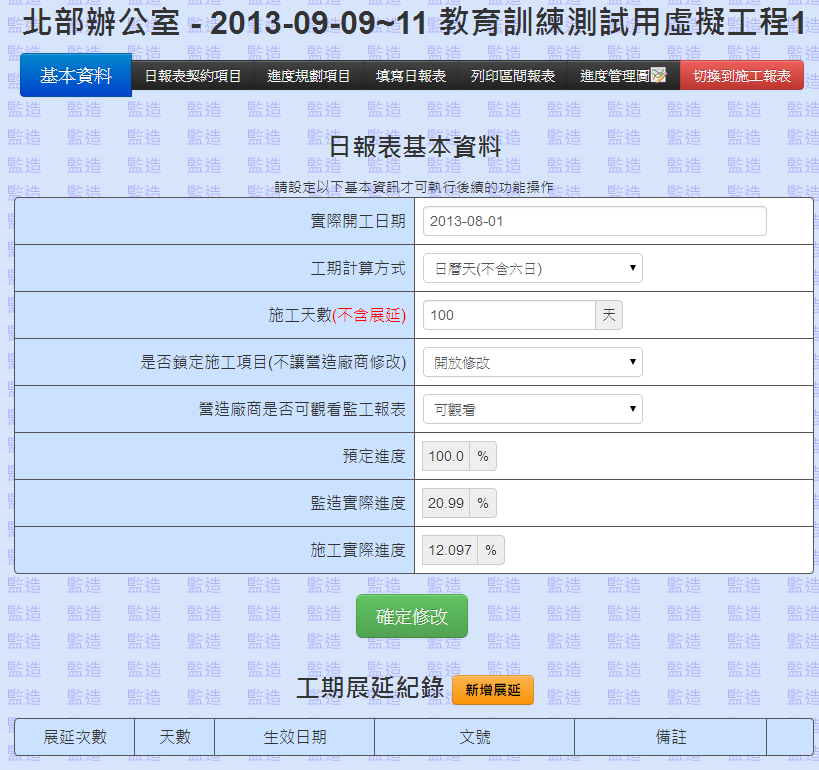 北部辦公室 - 2013-09-09~11 教育訓練測試用虛擬工程1
基本資料 日報表契約項目 進度規劃項目 填寫日報表 列印區間報表 進度管理圖 切換到施工報表
日報表基本資料
請設定以下基本資訊才可執行後續的功能操作
實際開工日期 2013-08-01
工期計算方式 日曆天(不含六日)
施工天數(不含展延) 100 天
是否鎖定施工項目(不讓營造廠商修改) 開放修改
營造廠商是否可觀看監工報表 可觀看
預定進度 100.0 %
監造實際進度 20.99 %
施工實際進度 12.097 %
確定修改
工期展延紀錄 新增展延
展延次數 天數 生效日期 文號 備註
監造